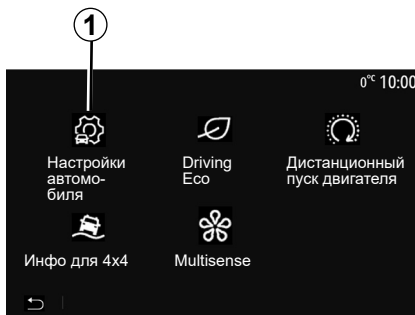 1
0°C 10:00
Настройки
автомо-
биля
Driving
Eco
Дистанционный
пуск двигателя
Инфо для 4x4
Multisense